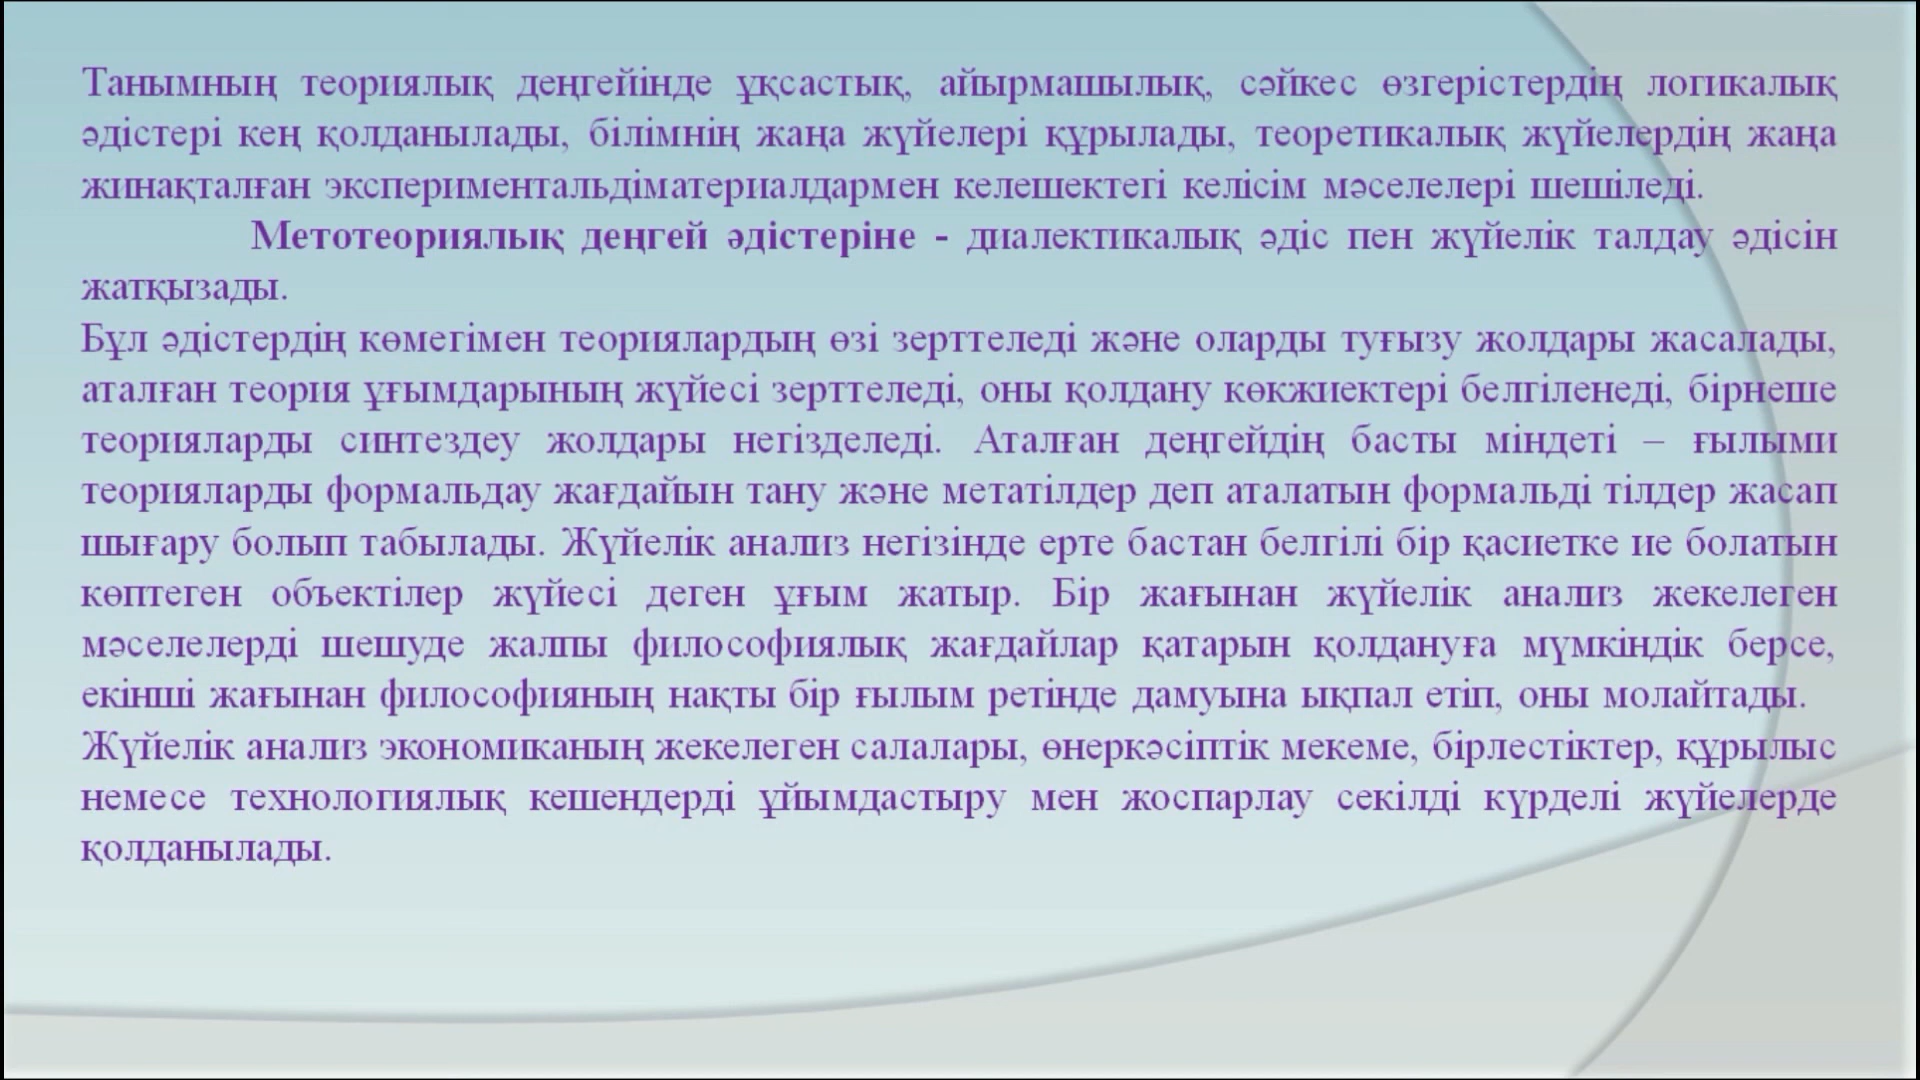 Танымның теориялық деңгейінде ұқсастық, айырмашылық, сәйкес өзгерістердің логикалық
әдістері кең қолданылады, білімнің жаңа жүйелері құрылады, теоретикалық жүйелердің жаңа
жинақталған экспериментальдіматериалдармен келешектегі келісім мәселелері шешіледі.
Метотеориялық деңгей әдістеріне - диалектикалық әдіс пен жүйелік талдау әдісін
жатқызады.
Бұл әдістердің көмегімен теориялардың өзі зерттеледі және оларды туғызу жолдары жасалады,
аталған теория ұғымдарының жүйесі зерттеледі, оны қолдану көкжиектері белгіленеді, бірнеше
теорияларды синтездеу жолдары негізделеді. Аталған деңгейдің басты міндеті – ғылыми
теорияларды формальдау жағдайын тану және метатілдер деп аталатын формальді тілдер жасап
шығару болып табылады. Жүйелік анализ негізінде ерте бастан белгілі бір қасиетке ие болатын
көптеген объектілер жүйесі деген ұғым жатыр. Бір жағынан жүйелік анализ жекелеген
мәселелерді шешуде жалпы философиялық жағдайлар қатарын қолдануға мүмкіндік берсе,
екінші жағынан философияның нақты бір ғылым ретінде дамуына ықпал етіп, оны молайтады.
Жүйелік анализ экономиканың жекелеген салалары, өнеркәсіптік мекеме, бірлестіктер, құрылыс
немесе технологиялық кешендерді ұйымдастыру мен жоспарлау секілді күрделі жүйелерде
қолданылады.